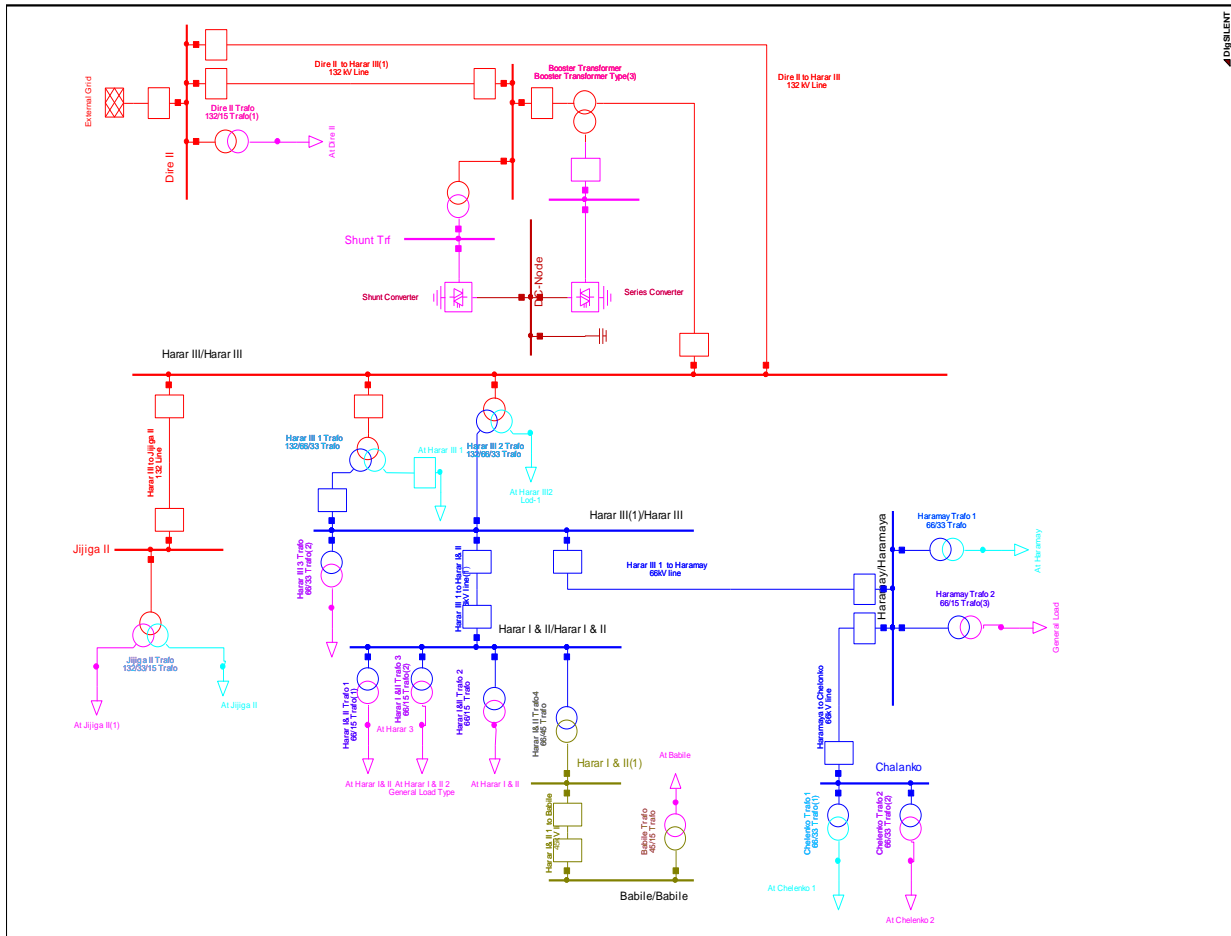 DIgSILENT
External Grid
Dire II to Harar III(1)
132 kV Line
Booster Transformer
Booster Transformer Type(3)
Dire II to Harar III
132 kV Line
Dire II Trafo
132/15 Trafo(1)
At Dire II
Dire II
Shunt Trf
DC-Node
Shunt Converter
Series Converter
Harar III/Harar III
Harar III to Jijiga II
132 Line
Harar III 1 Trafo
132/66/33 Trafo
At Harar III 1
Harar III 2 Trafo
132/66/33 Trafo
At Harar III2
Lod-1
Harar III(1)/Harar III
Jijiga II
Harar III 3 Trafo
66/33 Trafo(2)
Harar III 1 to Harar I& II
kV line(1)
Harar III 1 to Haramay
66kV line
Haramay/Haramaya
Haramay Trafo 1
66/33 Trafo
At Haramay
Haramay Trafo 2
66/15 Trafo(3)
General Load
Harar I & II/Harar I & II
Jijiga II Trafo
132/33/15 Trafo
At Jijiga II(1)
At Jijiga II
Harar I& II Trafo 1
66/15 Trafo(1)
Harar I &II Trafo 3
66/15 Trafo(2)
At Harar 3
Harar I &II Trafo 2
66/15 Trafo
Harar I& II Trafo4
66/45 Trafo
Haramaya to Chelonko
66kV line
At Harar I& II
At Harar I & II 2
General Load Type
At Harar I & II
Harar I & II(1)
At Babile
Chalanko
Harar I& II 1 to Babile
Babile Trafo
45/15 Trafo
Chelenko Trafo 1
66/33 Trafo(1)
Chelenko Trafo 2
66/33 Trafo(2)
Babile/Babile
At Chelenko 1
At Chelenko 2